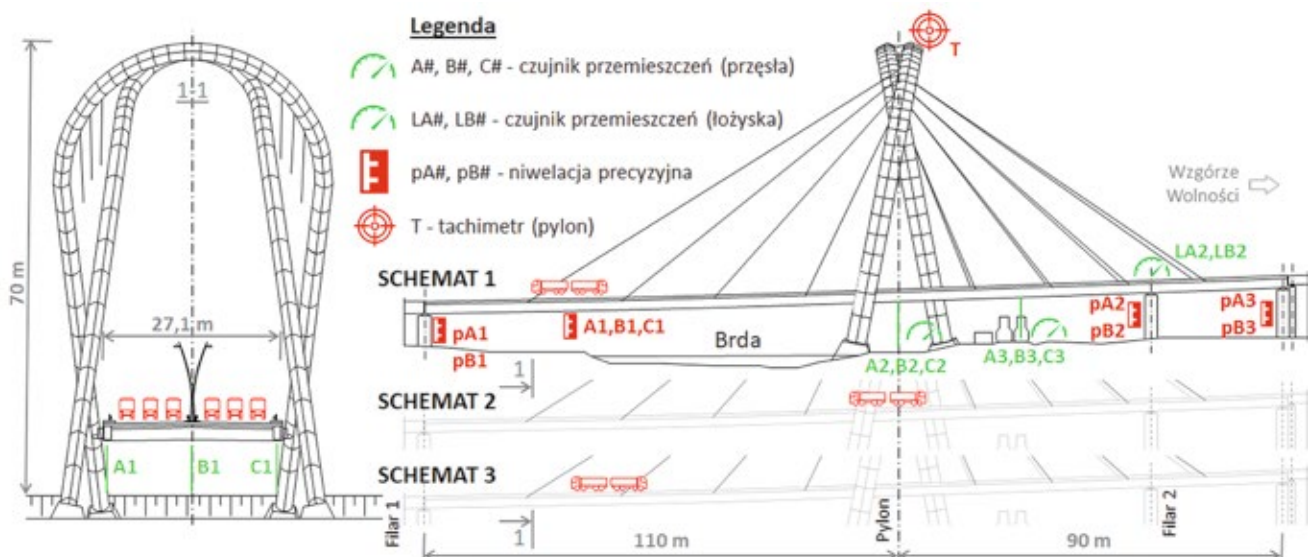 Legenda
A#, B#, C# - czujnik przemieszczeń (przęsła)
LA#, LB# - czujnik przemieszczeń (łożyska)
pA#, pB# - niwelacja precyzyjna
T - tachimetr (pylon)
1-1
70 m
27,1 m
A1
B1
C1
T
Wzgórze
Wolności
LA2,LB2
SCHEMAT 1
pA1
pB1
A1,B1,C1
Brda
A2,B2,C2
A3,B3,C3
pA2
pB2
pA3
pB3
1
SCHEMAT 2
SCHEMAT 3
1
Filar 1
Pylon
Filar 2
110 m
90 m